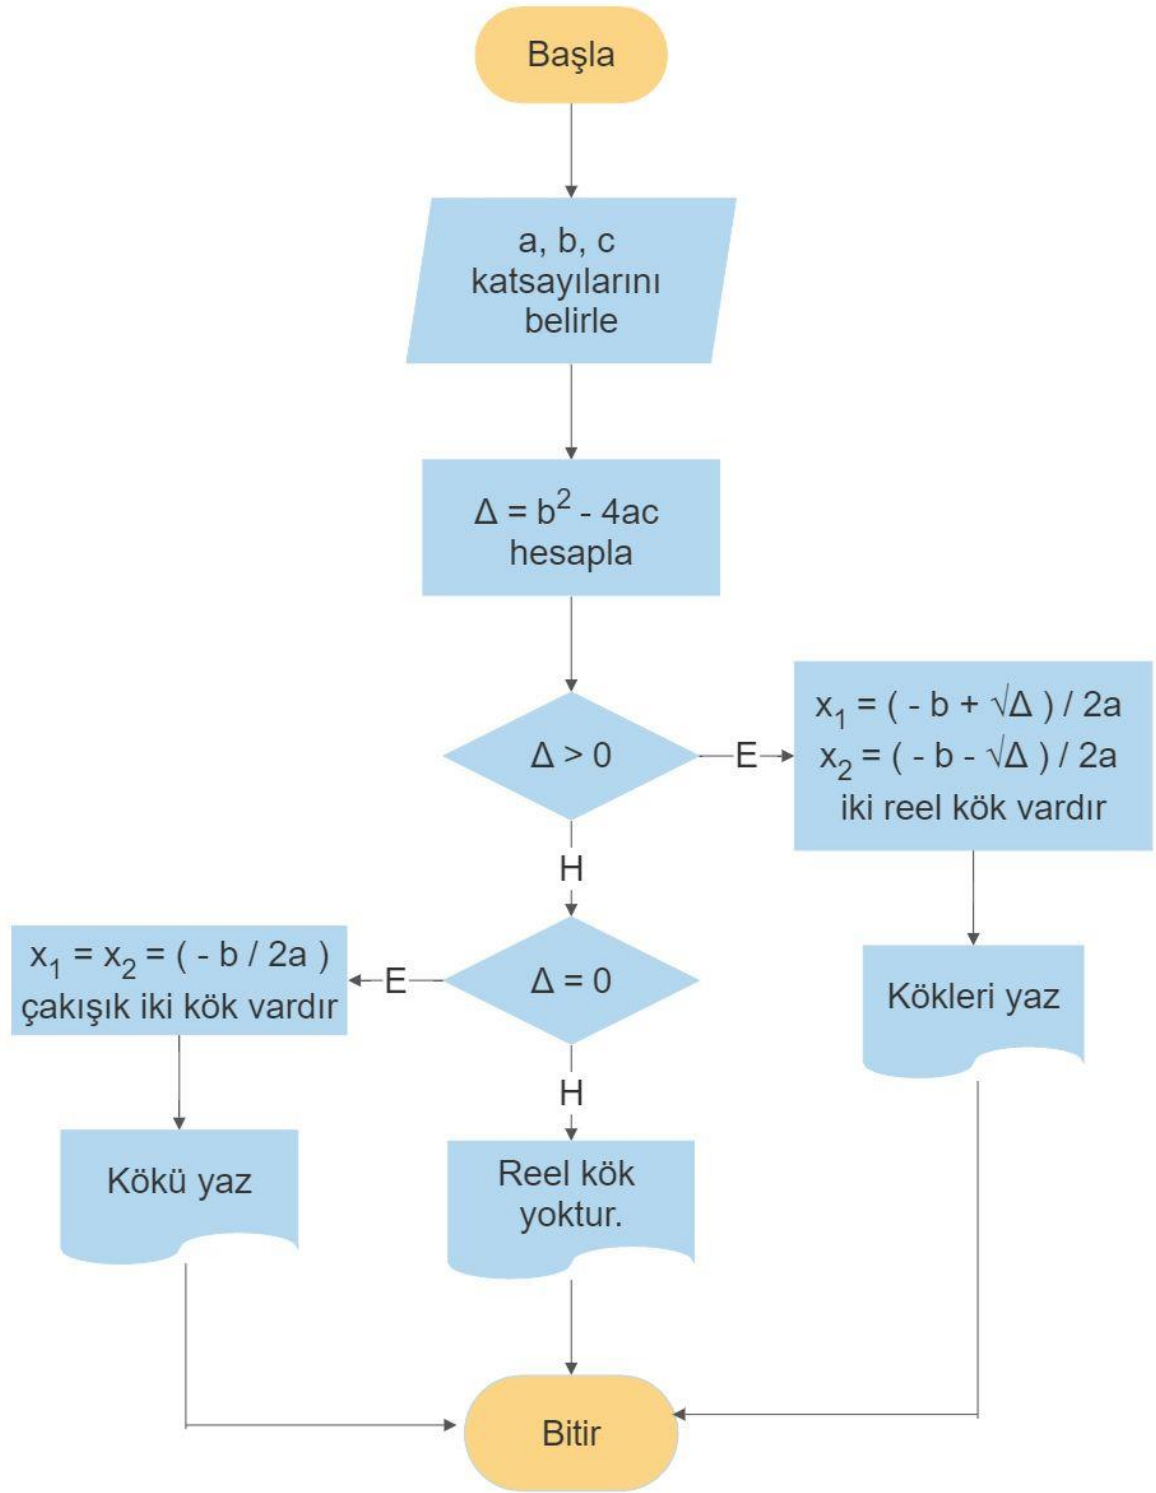 Başla
a, b, c
katsayılarını
belirle
Δ = b² - 4ac
hesapla
Δ > 0
E
x₁ = ( - b + √Δ ) / 2a
x₂ = ( - b - √Δ ) / 2a
iki reel kök vardır
Kökleri yaz
H
Δ = 0
E
x₁ = x₂ = ( - b / 2a )
çakışık iki kök vardır
Kökü yaz
H
Reel kök
yoktur.
Bitir